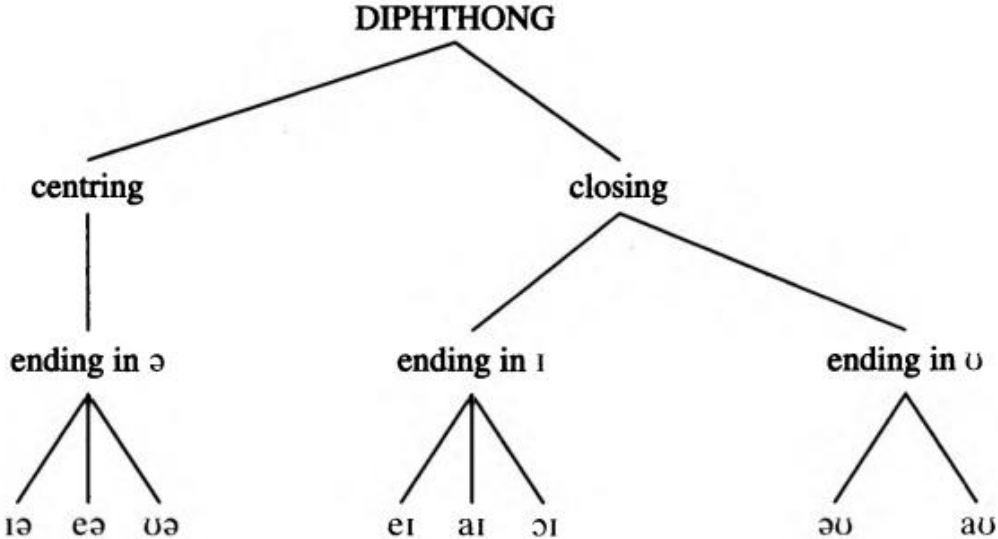 DIPHTHONG
centring closing
ending in ə ending in ɪ ending in ʊ
ɪə eə ʊə eɪ aɪ ɔɪ əʊ aʊ